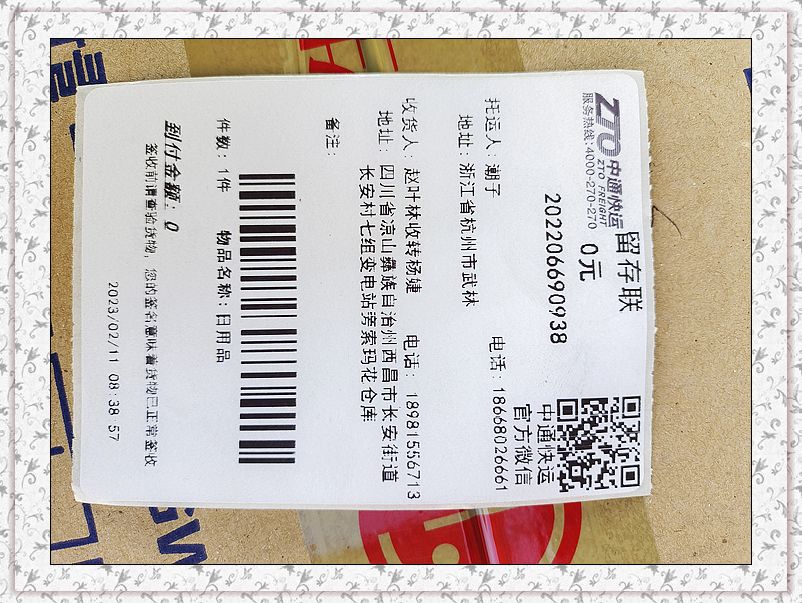 ZTO 中通快运
ZTO FREIGHT
服务热线:4000-270-270
留存联
0元
202206690938
中通快运
官方微信
托运人:潮子 电话:18668026661
地址:浙江省杭州市武林
收货人:赵叶林收转杨婕 电话:18981556713
地址:四川省凉山彝族自治州西昌市长安街道
长安村七组变电站旁索玛花仓库
备注:
件数:1件 物品名称:日用品
到付金额:0
签收前请查验货物,您的签名意味着货物已正常签收
2023/02/11 08:38:57